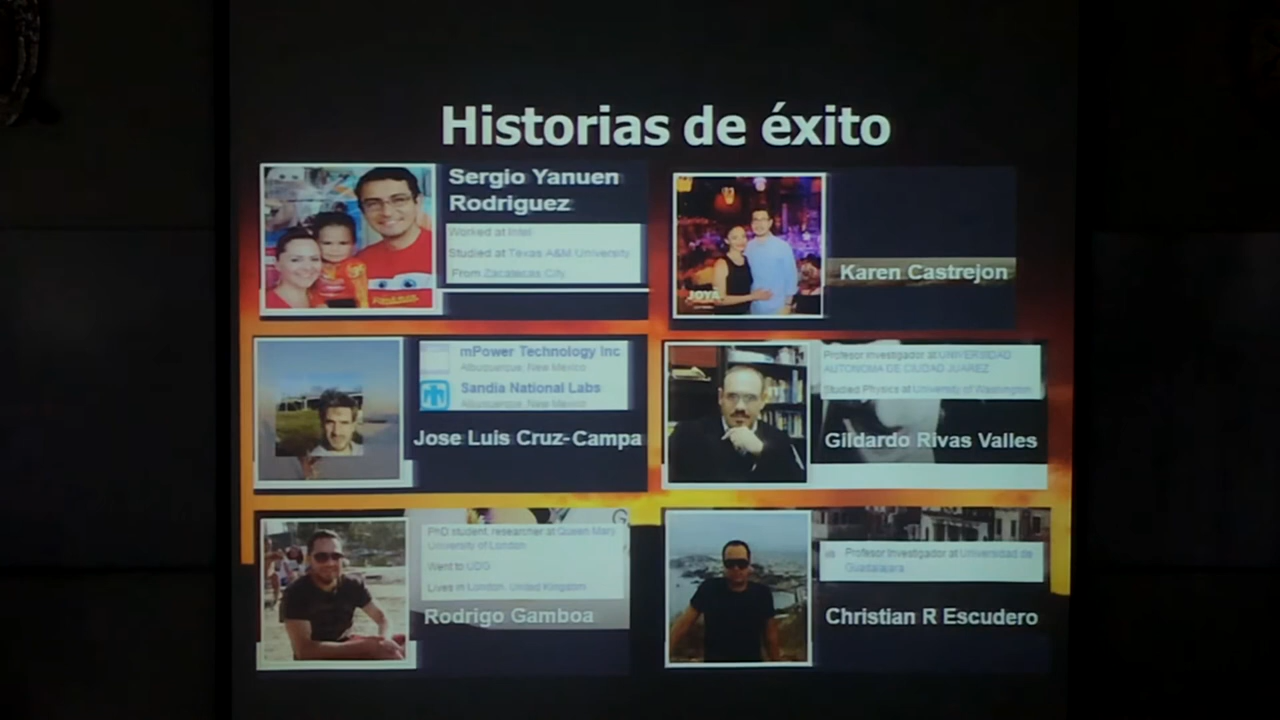 Historias de éxito
Sergio Yanuen
Rodriguez
Worked at Intel
Studied at Texas A&M University
From Zacatecas City
JOYA
Karen Castrejon
mPower Technology Inc
Albuquerque, New Mexico
Sandia National Labs
Albuquerque, New Mexico
Jose Luis Cruz-Campa
Profesor investigador at UNIVERSIDAD
AUTONOMA DE CIUDAD JUAREZ
Studied Physics at University of Washington
Gildardo Rivas Valles
PhD student, researcher at Queen Mary
University of London
Went to UDG
Lives in London, United Kingdom
Rodrigo Gamboa
Profesor Investigador at Universidad de
Guadalajara
Christian R Escudero